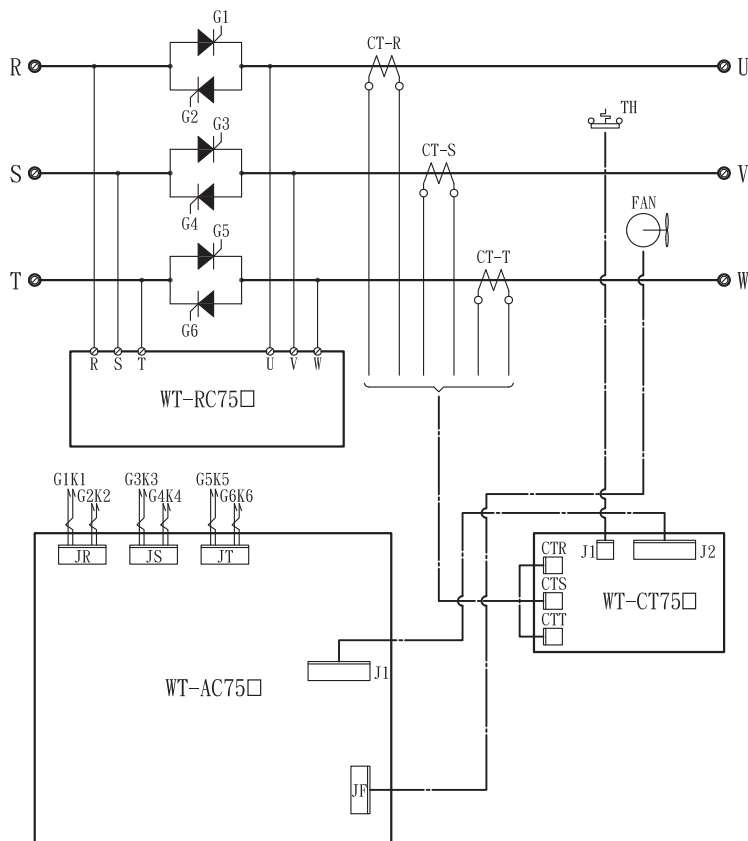 G1
CT-R
R
U
G2
TH
G3
CT-S
S
V
G4
FAN
G5
CT-T
T
W
G6
R S T U V W
WT-RC75□
G1K1 G3K3 G5K5
G2K2 G4K4 G6K6
JR JS JT
CTR J1 J2
CTS
WT-CT75□
CTT
J1
WT-AC75□
JF